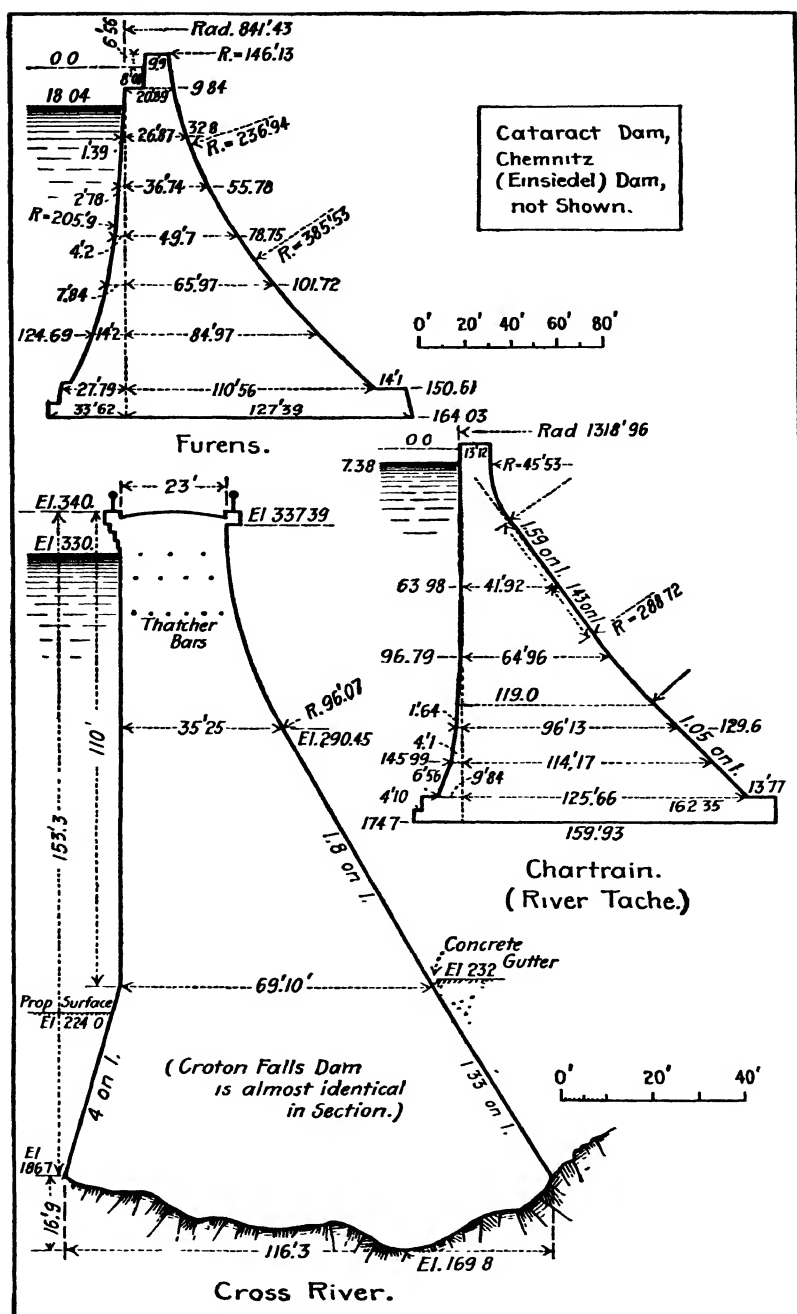 Rad. 841'.43
6'.56
R.=146'.13
0 0
9'.9
20'.89
9 84
18 04
26'.87
32 8
R.=236'.94
1'.39
36'.74
55.78
2'.78
R=205'.9
49'.7
78.75
R.=385'.53
4'.2
65'.97
101.72
7'.84
124.69
14'.2
84'.97
27'.79
110'.56
14'.1
150.61
33'.62
127'.39
164 03
Furens.
Cataract Dam,
Chemnitz
(Einsiedel) Dam,
not Shown.
0' 20' 40' 60' 80'
Rad 1318'.96
0 0
13'.12
7.38
R=45'.53
1.59 on 1.
63 98
41'.92
143 on 1
R=288 72
96.79
64'.96
119.0
1'.64
96'.13
129.6
4'.1
1.05 on 1.
145 99
114'.17
6'.56
9'.84
13'.77
4'.10
125'.66
162 35
174.7
159'.93
Chartrain.
(River Tache.)
23'
El. 340.
El 337.39
El 330.
Thatcher
Bars
R. 96.'07
35'.25
El. 290.45
110'
153'.3
1.8 on 1.
Concrete
Gutter
El 232
69'.10'
Prop Surface
El 224 0
4 on 1.
(Croton Falls Dam
is almost identical
in Section.)
1.33 on 1.
0' 20' 40'
El
186.7
16'.9
116'.3
El. 169 8
Cross River.